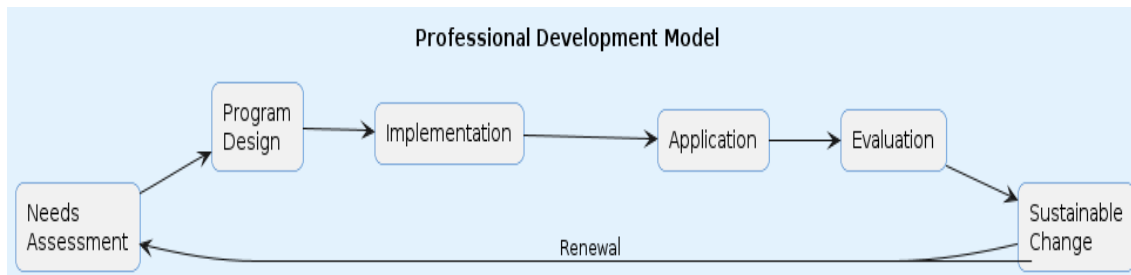 Professional Development Model
Program
Design
Implementation
Application
Evaluation
Needs
Assessment
Sustainable
Change
Renewal